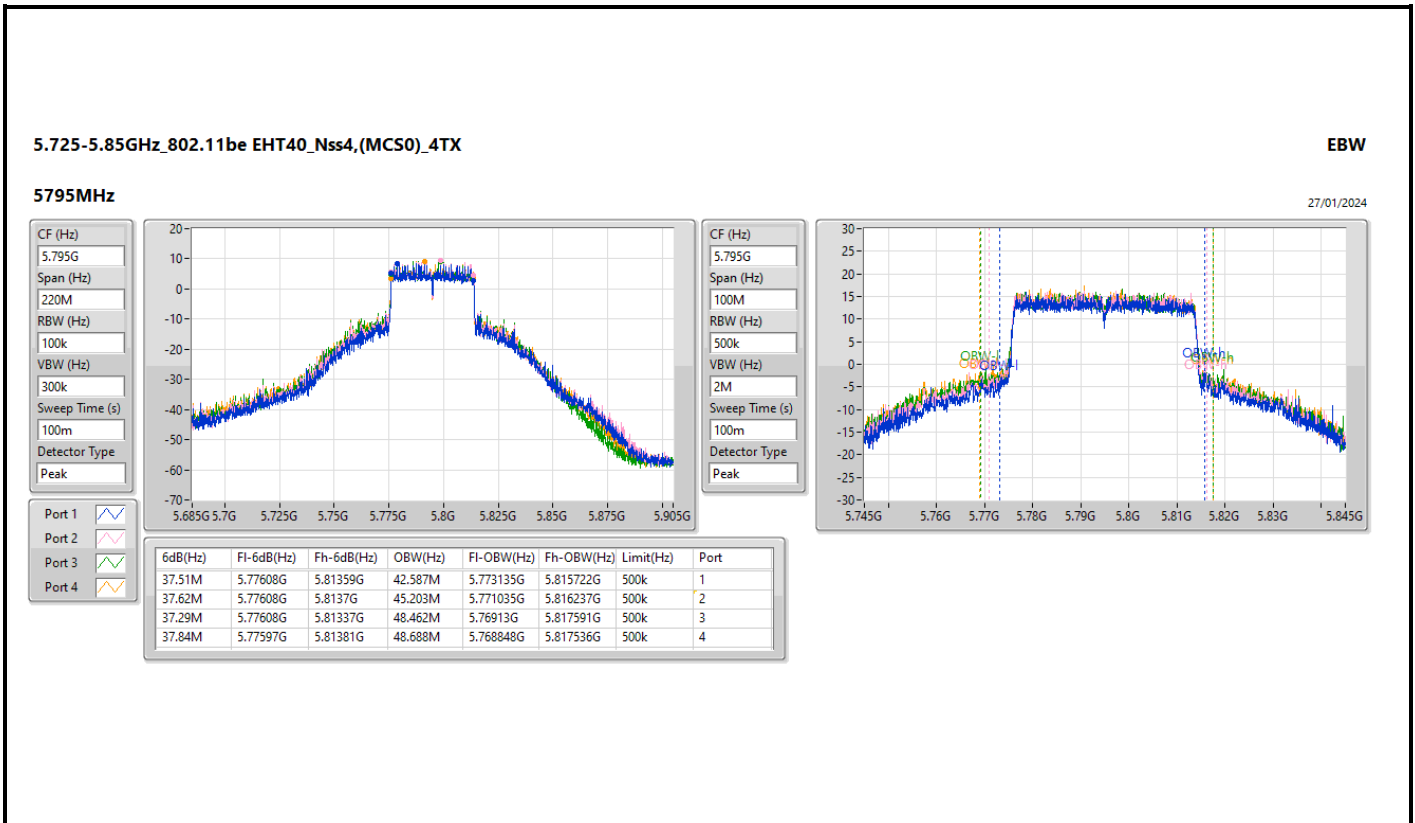 5.725-5.85GHz_802.11be EHT40_Nss4,(MCS0)_4TX
EBW
5795MHz
27/01/2024
CF (Hz)
5.795G
Span (Hz)
220M
RBW (Hz)
100k
VBW (Hz)
300k
Sweep Time (s)
100m
Detector Type
Peak
Port 1
Port 2
Port 3
Port 4
20
10
0
-10
-20
-30
-40
-50
-60
-70
5.685G 5.7G 5.725G 5.75G 5.775G 5.8G 5.825G 5.85G 5.875G 5.905G
CF (Hz)
5.795G
Span (Hz)
100M
RBW (Hz)
500k
VBW (Hz)
2M
Sweep Time (s)
100m
Detector Type
Peak
30
25
20
15
10
5
0
-5
-10
-15
-20
-25
-30
OBW-l
OBW-h
5.745G 5.76G 5.77G 5.78G 5.79G 5.8G 5.81G 5.82G 5.83G 5.845G
6dB(Hz) Fl-6dB(Hz) Fh-6dB(Hz) OBW(Hz) Fl-OBW(Hz) Fh-OBW(Hz) Limit(Hz) Port
37.51M 5.77608G 5.81359G 42.587M 5.773135G 5.815722G 500k 1
37.62M 5.77608G 5.8137G 45.203M 5.771035G 5.816237G 500k 2
37.29M 5.77608G 5.81337G 48.462M 5.76913G 5.817591G 500k 3
37.84M 5.77597G 5.81381G 48.688M 5.768848G 5.817536G 500k 4